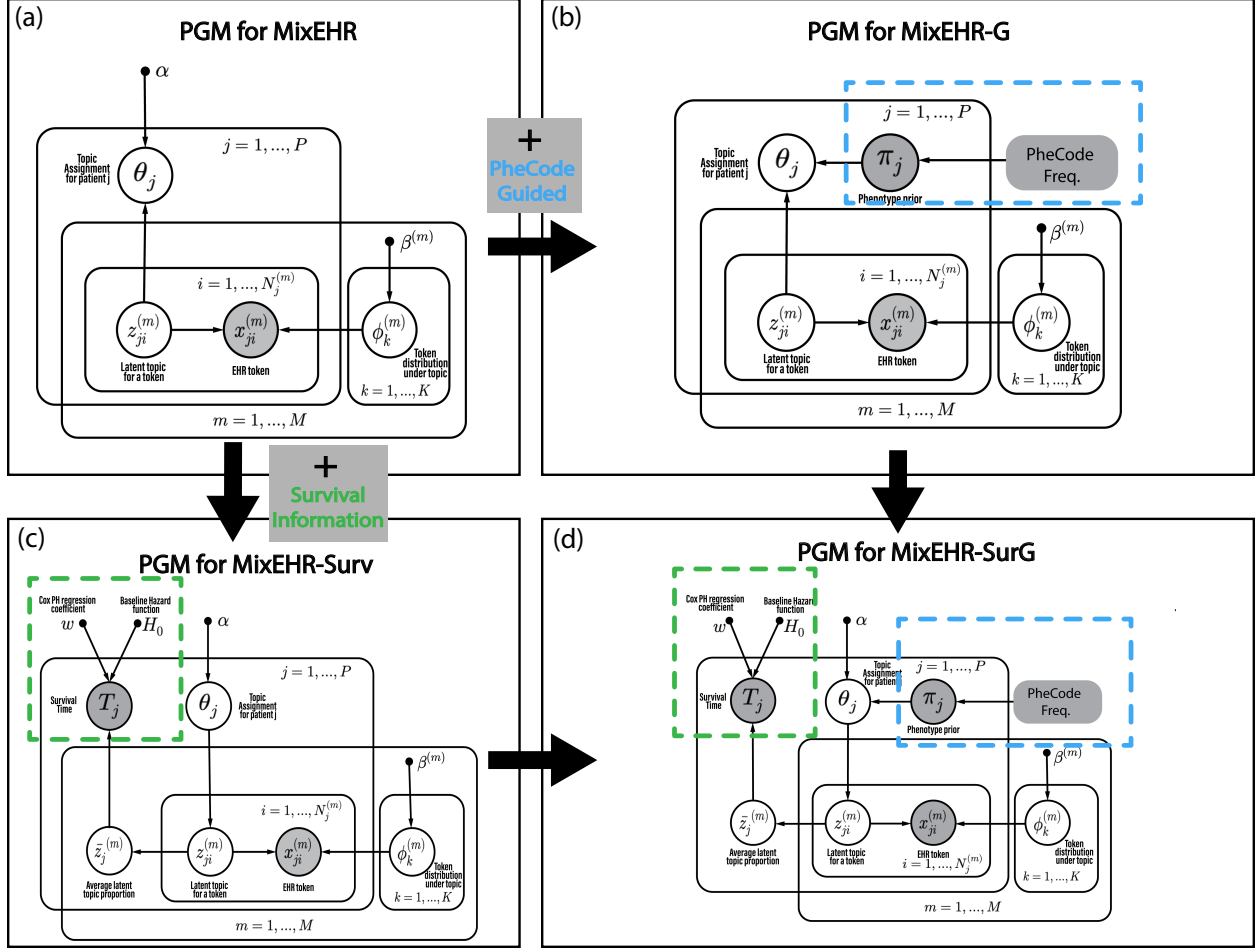 (a)
PGM for MixEHR
α
j = 1, ..., P
Topic
Assignment
for patient j
θ_j
β^(m)
i = 1, ..., N_j^(m)
z_ji^(m)
x_ji^(m)
ϕ_k^(m)
Latent topic
for a token
EHR token
Token
distribution
under topic
k = 1, ..., K
m = 1, ..., M
+
PheCode
Guided
(b)
PGM for MixEHR-G
j = 1, ..., P
Topic
Assignment
for patient j
θ_j
π_j
Phenotype prior
PheCode
Freq.
β^(m)
i = 1, ..., N_j^(m)
z_ji^(m)
x_ji^(m)
ϕ_k^(m)
Latent topic
for a token
EHR token
Token
distribution
under topic
k = 1, ..., K
m = 1, ..., M
+
Survival
Information
(c)
PGM for MixEHR-Surv
Cox PH regression
coefficient
Baseline Hazard
function
w
H_0
α
j = 1, ..., P
Survival
Time
T_j
θ_j
Topic
Assignment
for patient j
β^(m)
i = 1, ..., N_j^(m)
z̄_j^(m)
z_ji^(m)
x_ji^(m)
ϕ_k^(m)
Average latent
topic proportion
Latent topic
for a token
EHR token
Token
distribution
under topic
k = 1, ..., K
m = 1, ..., M
(d)
PGM for MixEHR-SurG
Cox PH regression
coefficient
Baseline Hazard
function
w
H_0
α
j = 1, ..., P
Topic
Assignment
for patient j
Survival
Time
T_j
θ_j
π_j
Phenotype prior
PheCode
Freq.
β^(m)
z̄_j^(m)
z_ji^(m)
x_ji^(m)
ϕ_k^(m)
Average latent
topic proportion
Latent topic
for a token
EHR token
i = 1, ..., N_j^(m)
Token
distribution
under topic
k = 1, ..., K
m = 1, ..., M